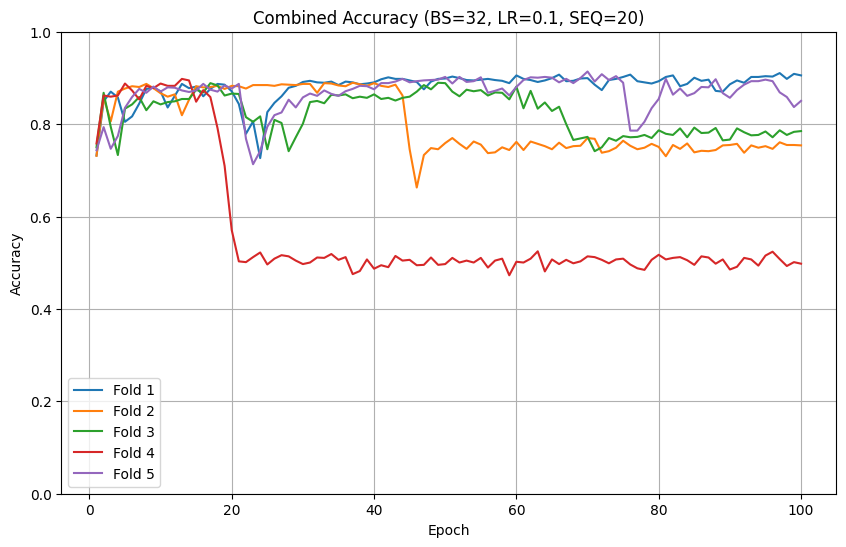 Combined Accuracy (BS=32, LR=0.1, SEQ=20)
1.0
0.8
0.6
0.4
0.2
0.0
Accuracy
Fold 1
Fold 2
Fold 3
Fold 4
Fold 5
0 20 40 60 80 100
Epoch